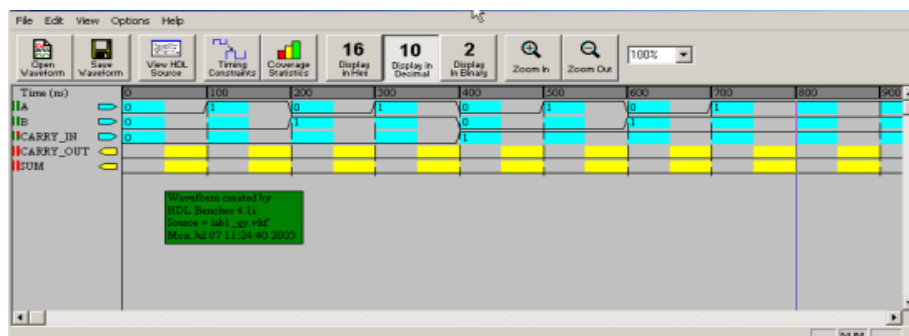 File Edit View Options Help
Open Waveform
Save Waveform
View HDL Source
Timing Constraints
Coverage Statistics
16 Display in Hex
10 Display in Decimal
2 Display In Binary
Zoom In
Zoom Out
100%
Time (ns) 0 100 200 300 400 500 600 700 800 900
A 0 1 0 1 0 1 0 1
B 0 1 0 1
CARRY_IN 0 1
CARRY_OUT
SUM
Waveform created by
HDL Bencher 4.1i
Source = lab1_qy.vhf
Mon Jul 07 11:24:40 2003
NUM